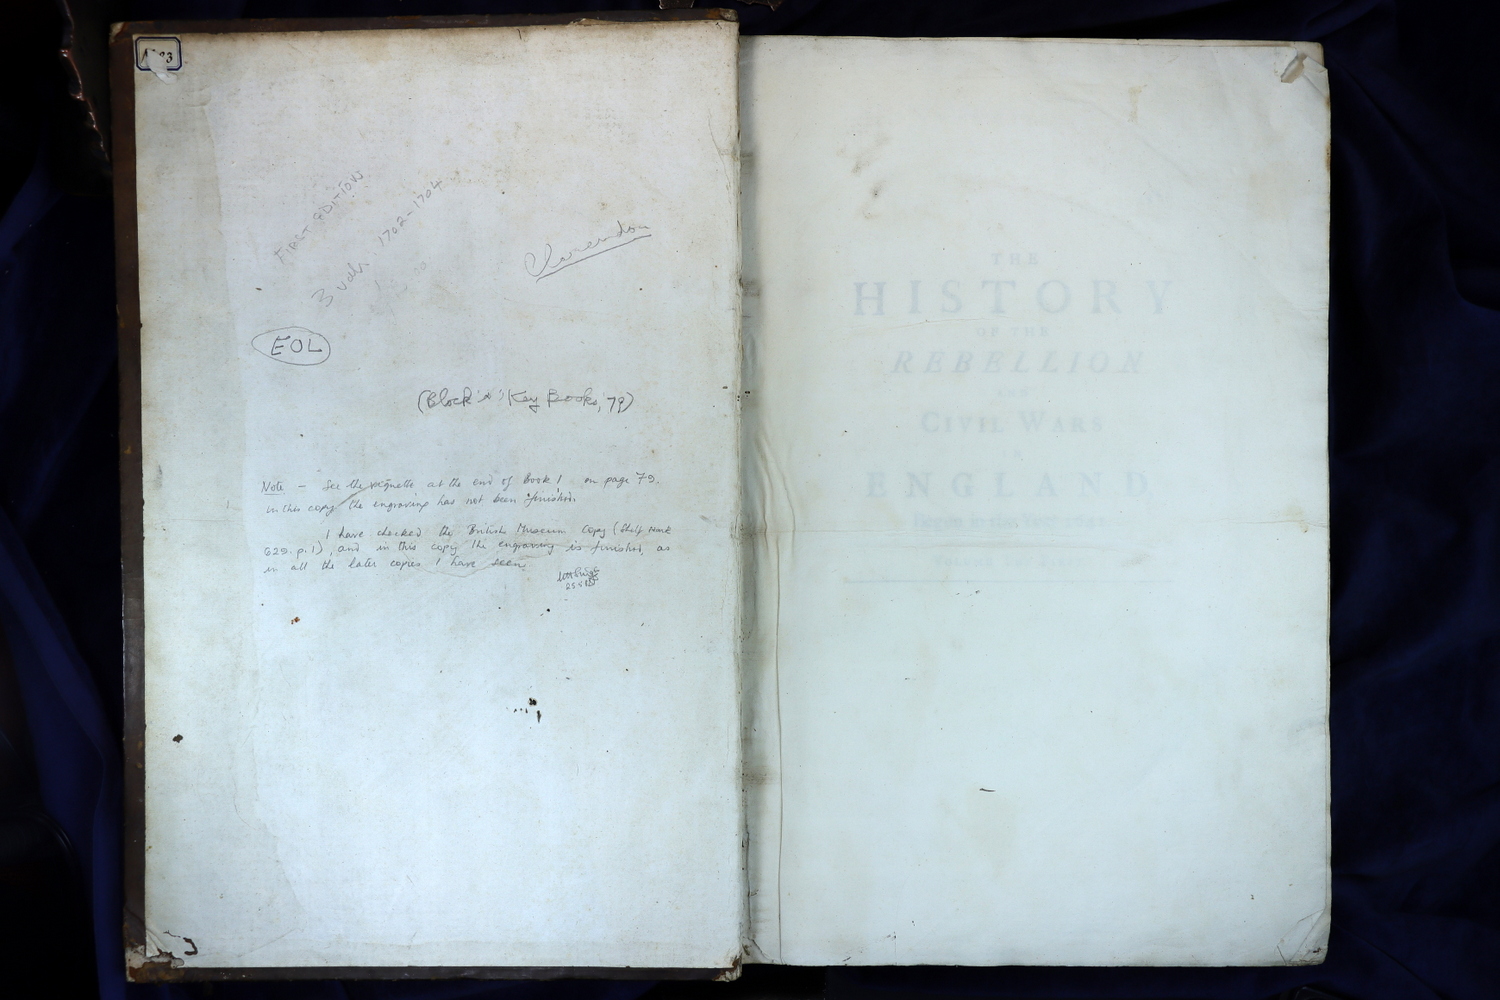 FIRST EDITION
3 vols. 1702-1704
Clarendon
EOL
(Block's 'Key Books, 79)
Note - See the vignette at the end of Book 1 on page 79.
in this copy the engraving has not been finished.
I have checked the British Museum copy (Shelf Mark
629. p. 1), and in this copy the engraving is finished, as
in all the later copies I have seen
THE
HISTORY
OF THE
REBELLION
AND
CIVIL WARS
ENGLAND